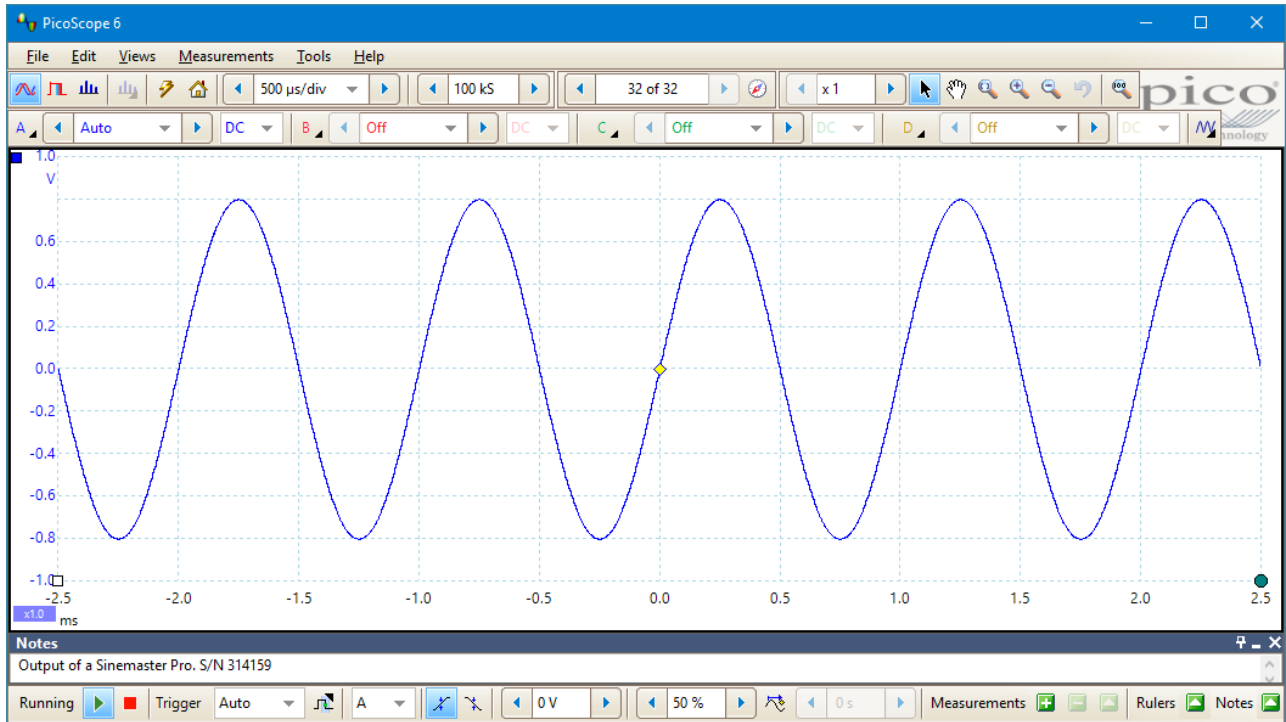 PicoScope 6
File Edit Views Measurements Tools Help
500 µs/div 100 kS 32 of 32 x 1 100
pico
A Auto DC B Off DC C Off DC D Off DC
hnology
1.0
V
0.6
0.4
0.2
0.0
-0.2
-0.4
-0.6
-0.8
-1.0
-2.5 -2.0 -1.5 -1.0 -0.5 0.0 0.5 1.0 1.5 2.0 2.5
x1.0 ms
Notes
Output of a Sinemaster Pro. S/N 314159
Running Trigger Auto A 0 V 50 % 0 s Measurements Rulers Notes